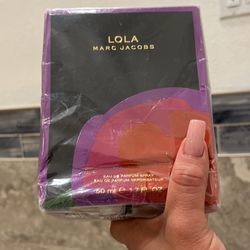 LOLA
MARC JACOBS
EAU DE PARFUM SPRAY
EAU DE PARFUM VAPORISATEUR
50 ml e 1.7 FL. OZ